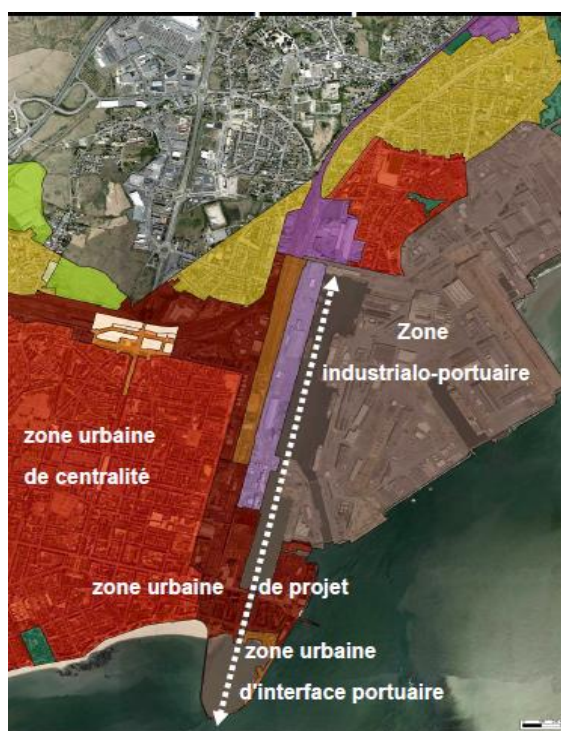 Zone
industrialo-portuaire
zone urbaine
de centralité
zone urbaine de projet
zone urbaine
d'interface portuaire